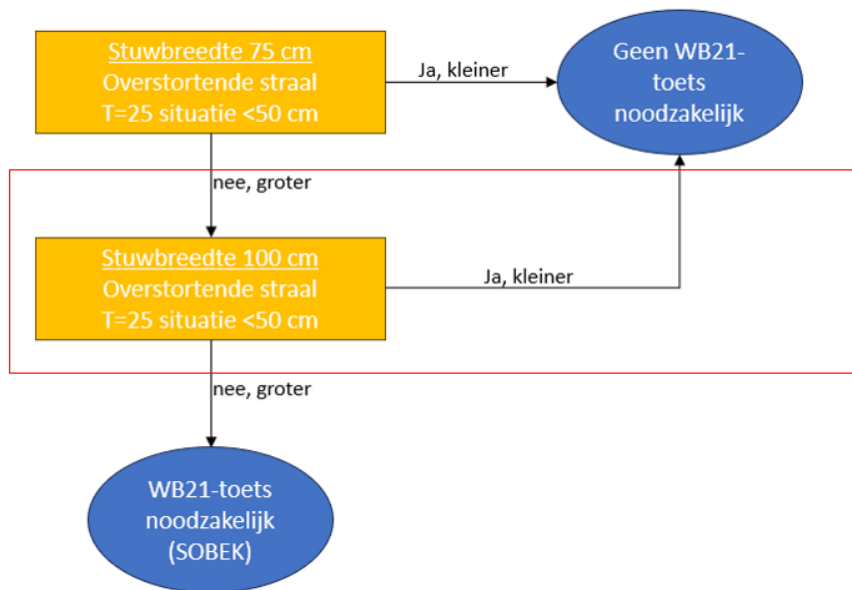 Stuwbreedte 75 cm
Overstortende straal
T=25 situatie <50 cm
Ja, kleiner
Geen WB21-
toets
noodzakelijk
nee, groter
Stuwbreedte 100 cm
Overstortende straal
T=25 situatie <50 cm
Ja, kleiner
nee, groter
WB21-toets
noodzakelijk
(SOBEK)